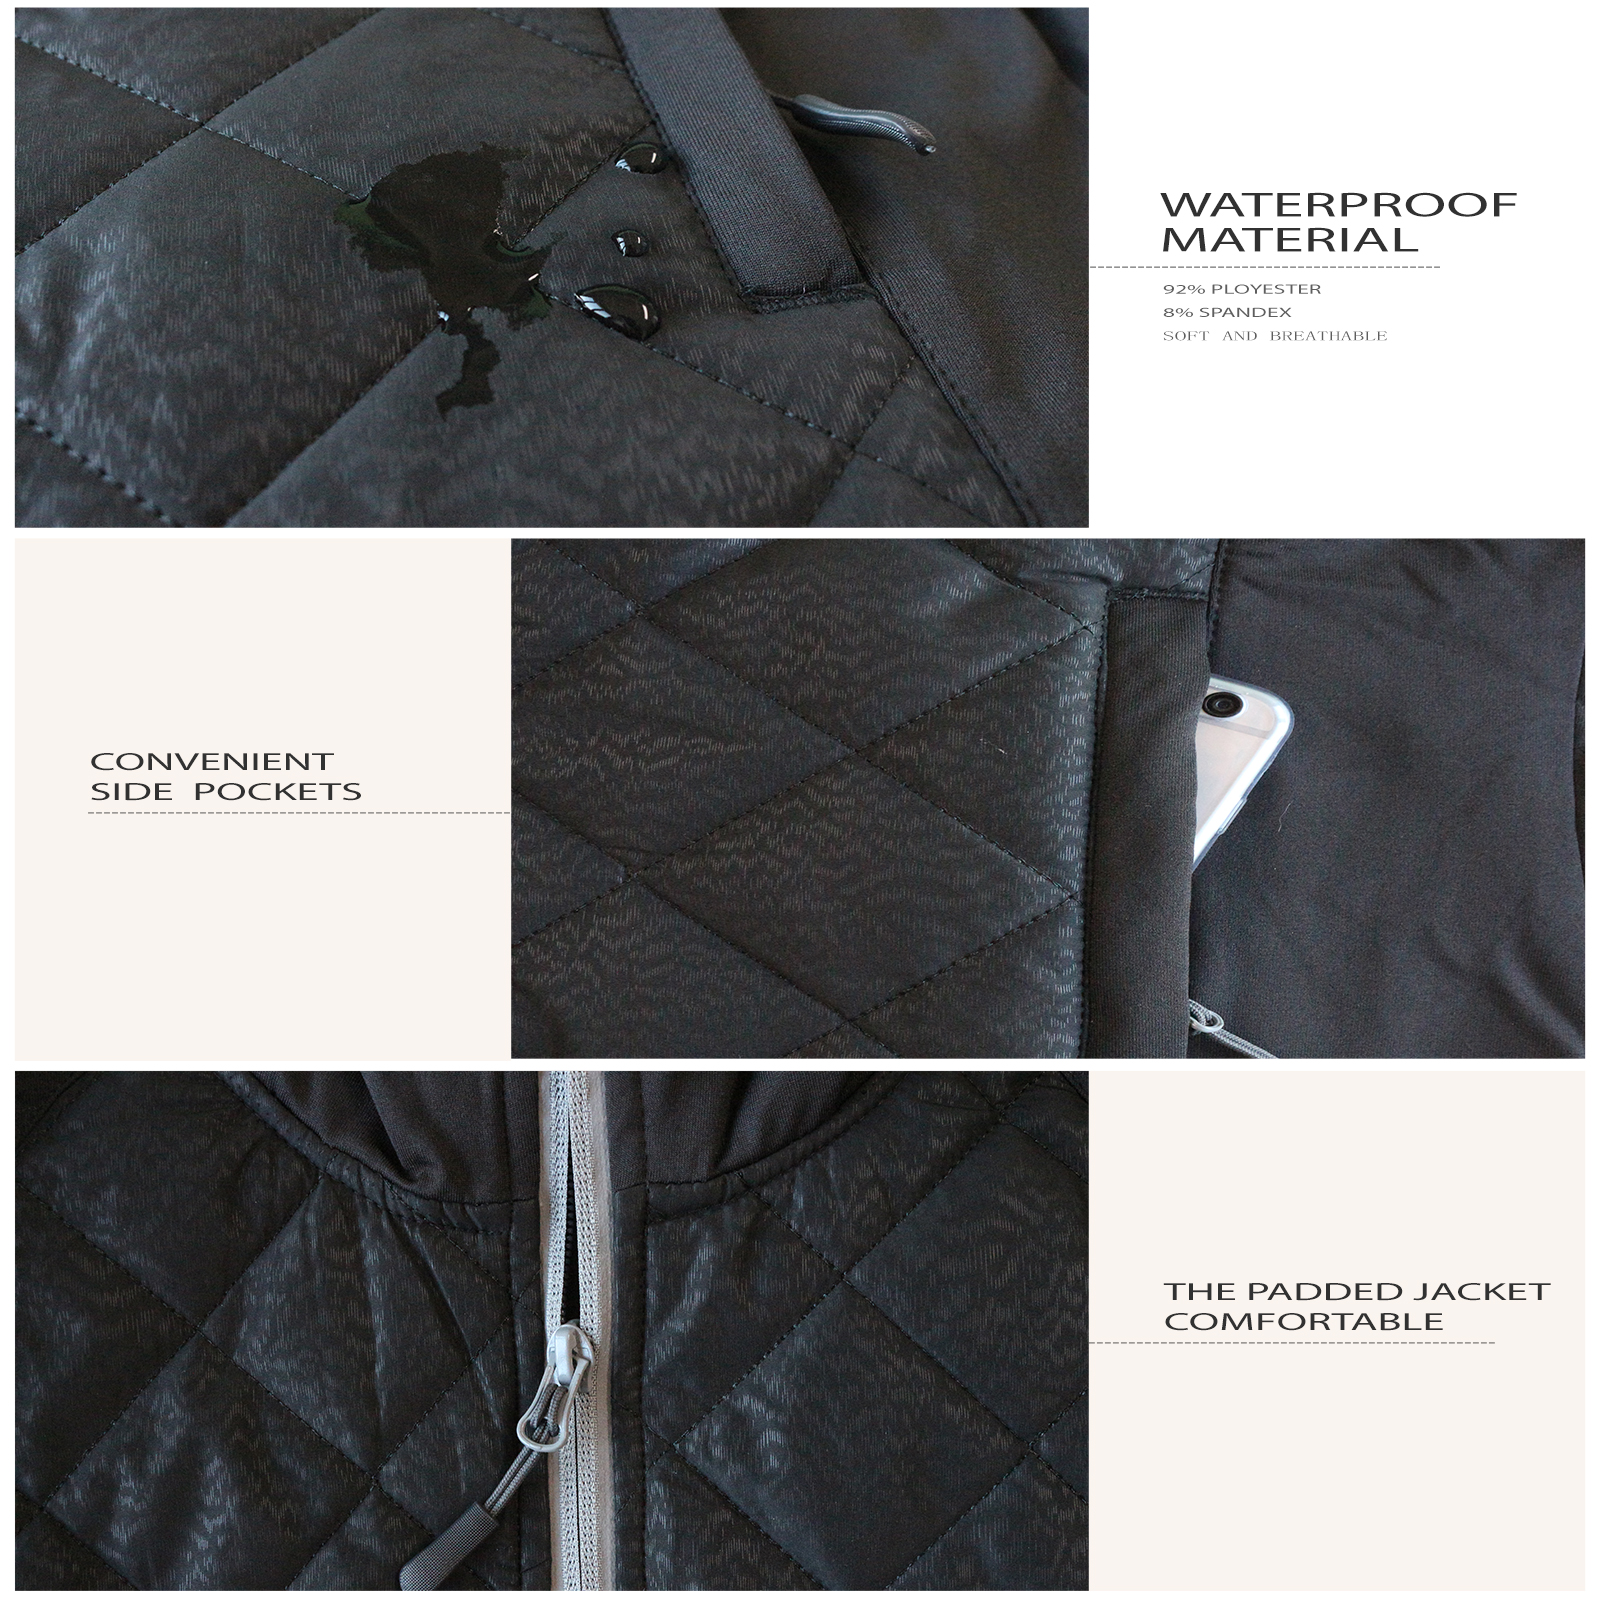 WATERPROOF
MATERIAL
92% PLOYESTER
8% SPANDEX
SOFT AND BREATHABLE
CONVENIENT
SIDE POCKETS
THE PADDED JACKET
COMFORTABLE